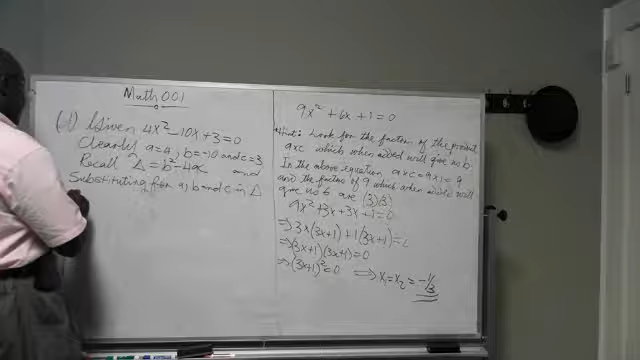 Math 001
(d) Given 4x² - 10x + 3 = 0
Clearly a = 4, b = -10 and c = 3
Recall Δ = b² - 4ac and
Substituting for a, b and c in Δ
9x² + 6x + 1 = 0
Hint: Look for the factors of the product
axc which when added will give us b.
In the above equation, axc = 9x1 = 9
and the factors of 9 which when added will
give us 6 are (3)(3)
9x² + 3x + 3x + 1 = 0
⇒ 3x(3x+1) + 1(3x+1) = 0
⇒ (3x+1)(3x+1) = 0
⇒ (3x+1)² = 0 ⇒ x₁ = x₂ = -1/3